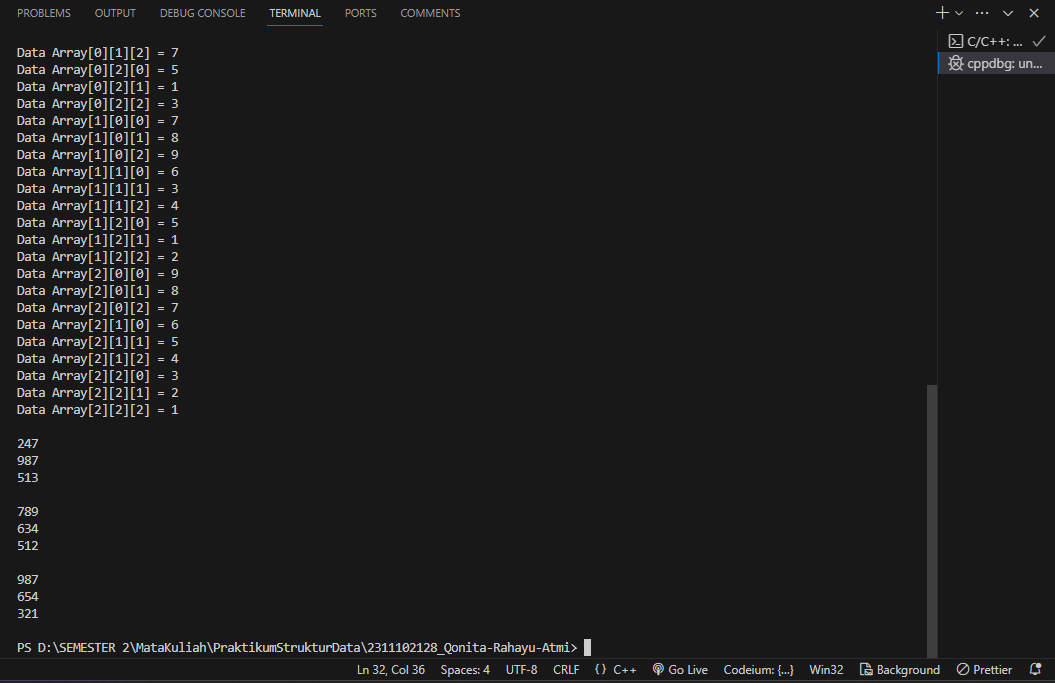 PROBLEMS OUTPUT DEBUG CONSOLE TERMINAL PORTS COMMENTS
C/C++: ...
cppdbg: un...
Data Array[0][1][2] = 7
Data Array[0][2][0] = 5
Data Array[0][2][1] = 1
Data Array[0][2][2] = 3
Data Array[1][0][0] = 7
Data Array[1][0][1] = 8
Data Array[1][0][2] = 9
Data Array[1][1][0] = 6
Data Array[1][1][1] = 3
Data Array[1][1][2] = 4
Data Array[1][2][0] = 5
Data Array[1][2][1] = 1
Data Array[1][2][2] = 2
Data Array[2][0][0] = 9
Data Array[2][0][1] = 8
Data Array[2][0][2] = 7
Data Array[2][1][0] = 6
Data Array[2][1][1] = 5
Data Array[2][1][2] = 4
Data Array[2][2][0] = 3
Data Array[2][2][1] = 2
Data Array[2][2][2] = 1
247
987
513
789
634
512
987
654
321
PS D:\SEMESTER 2\MataKuliah\PraktikumStrukturData\2311102128_Qonita-Rahayu-Atmi>
Ln 32, Col 36 Spaces: 4 UTF-8 CRLF {} C++ Go Live Codeium: {...} Win32 Background Prettier